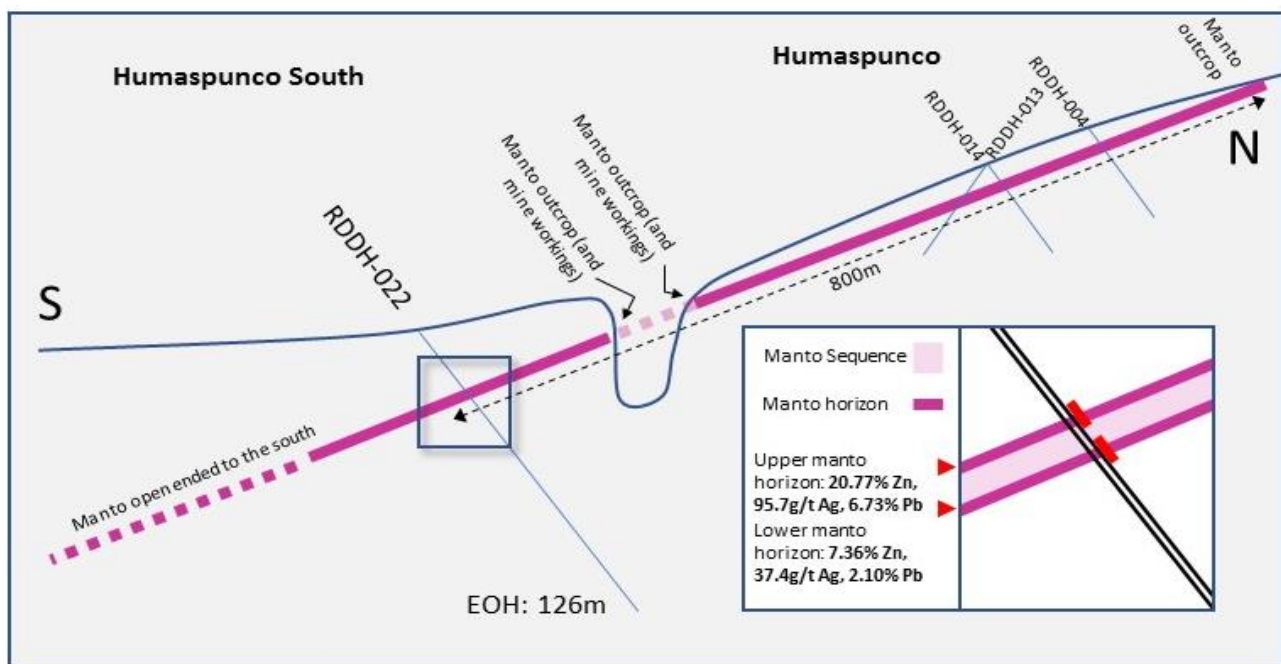 Humaspunco South
Humaspunco
Manto
outcrop
RDDH-004
RDDH-013
RDDH-014
N
Manto outcrop (and
mine workings)
Manto outcrop (and
mine workings)
RDDH-022
S
800m
Manto open ended to the south
EOH: 126m
Manto Sequence
Manto horizon
Upper manto
horizon: 20.77% Zn,
95.7g/t Ag, 6.73% Pb
Lower manto
horizon: 7.36% Zn,
37.4g/t Ag, 2.10% Pb